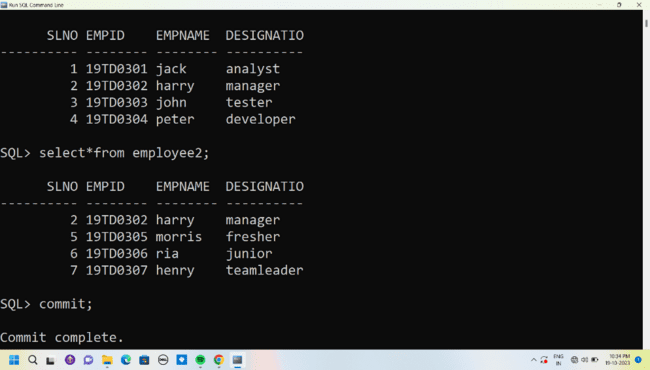 Run SQL Command Line
SLNO EMPID EMPNAME DESIGNATIO
---------- -------- -------- ----------
1 19TD0301 jack analyst
2 19TD0302 harry manager
3 19TD0303 john tester
4 19TD0304 peter developer
SQL> select*from employee2;
SLNO EMPID EMPNAME DESIGNATIO
---------- -------- -------- ----------
2 19TD0302 harry manager
5 19TD0305 morris fresher
6 19TD0306 ria junior
7 19TD0307 henry teamleader
SQL> commit;
Commit complete.
ENG
IN
10:34 PM
19-10-2023